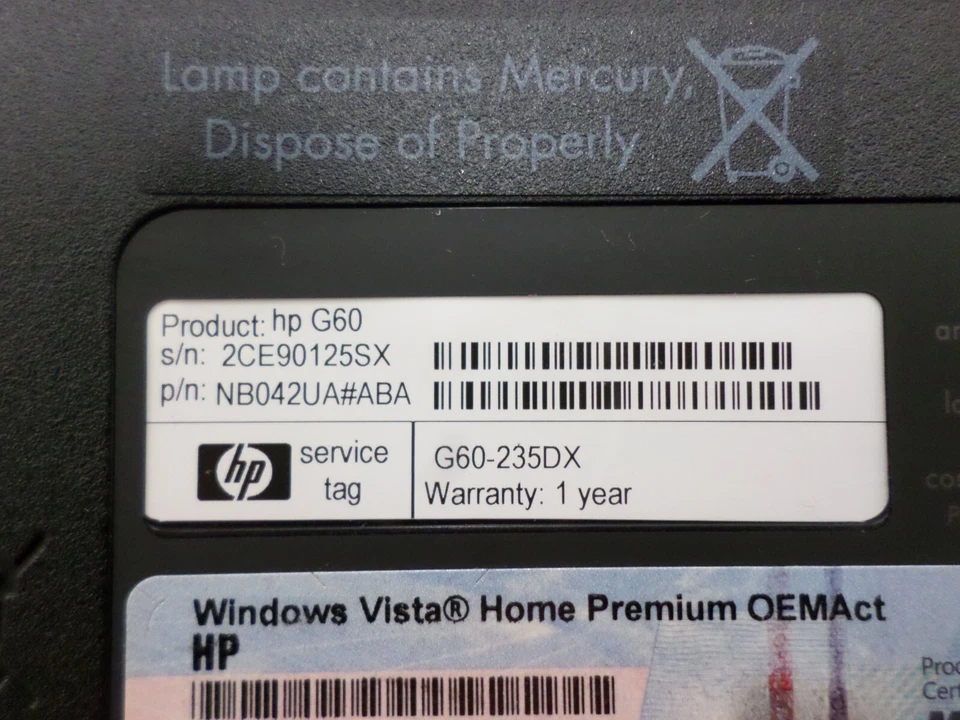 Lamp contains Mercury,
Dispose of Properly
Product: hp G60
s/n: 2CE90125SX
p/n: NB042UA#ABA
hp
service
tag
G60-235DX
Warranty: 1 year
Windows Vista® Home Premium OEMAct
HP